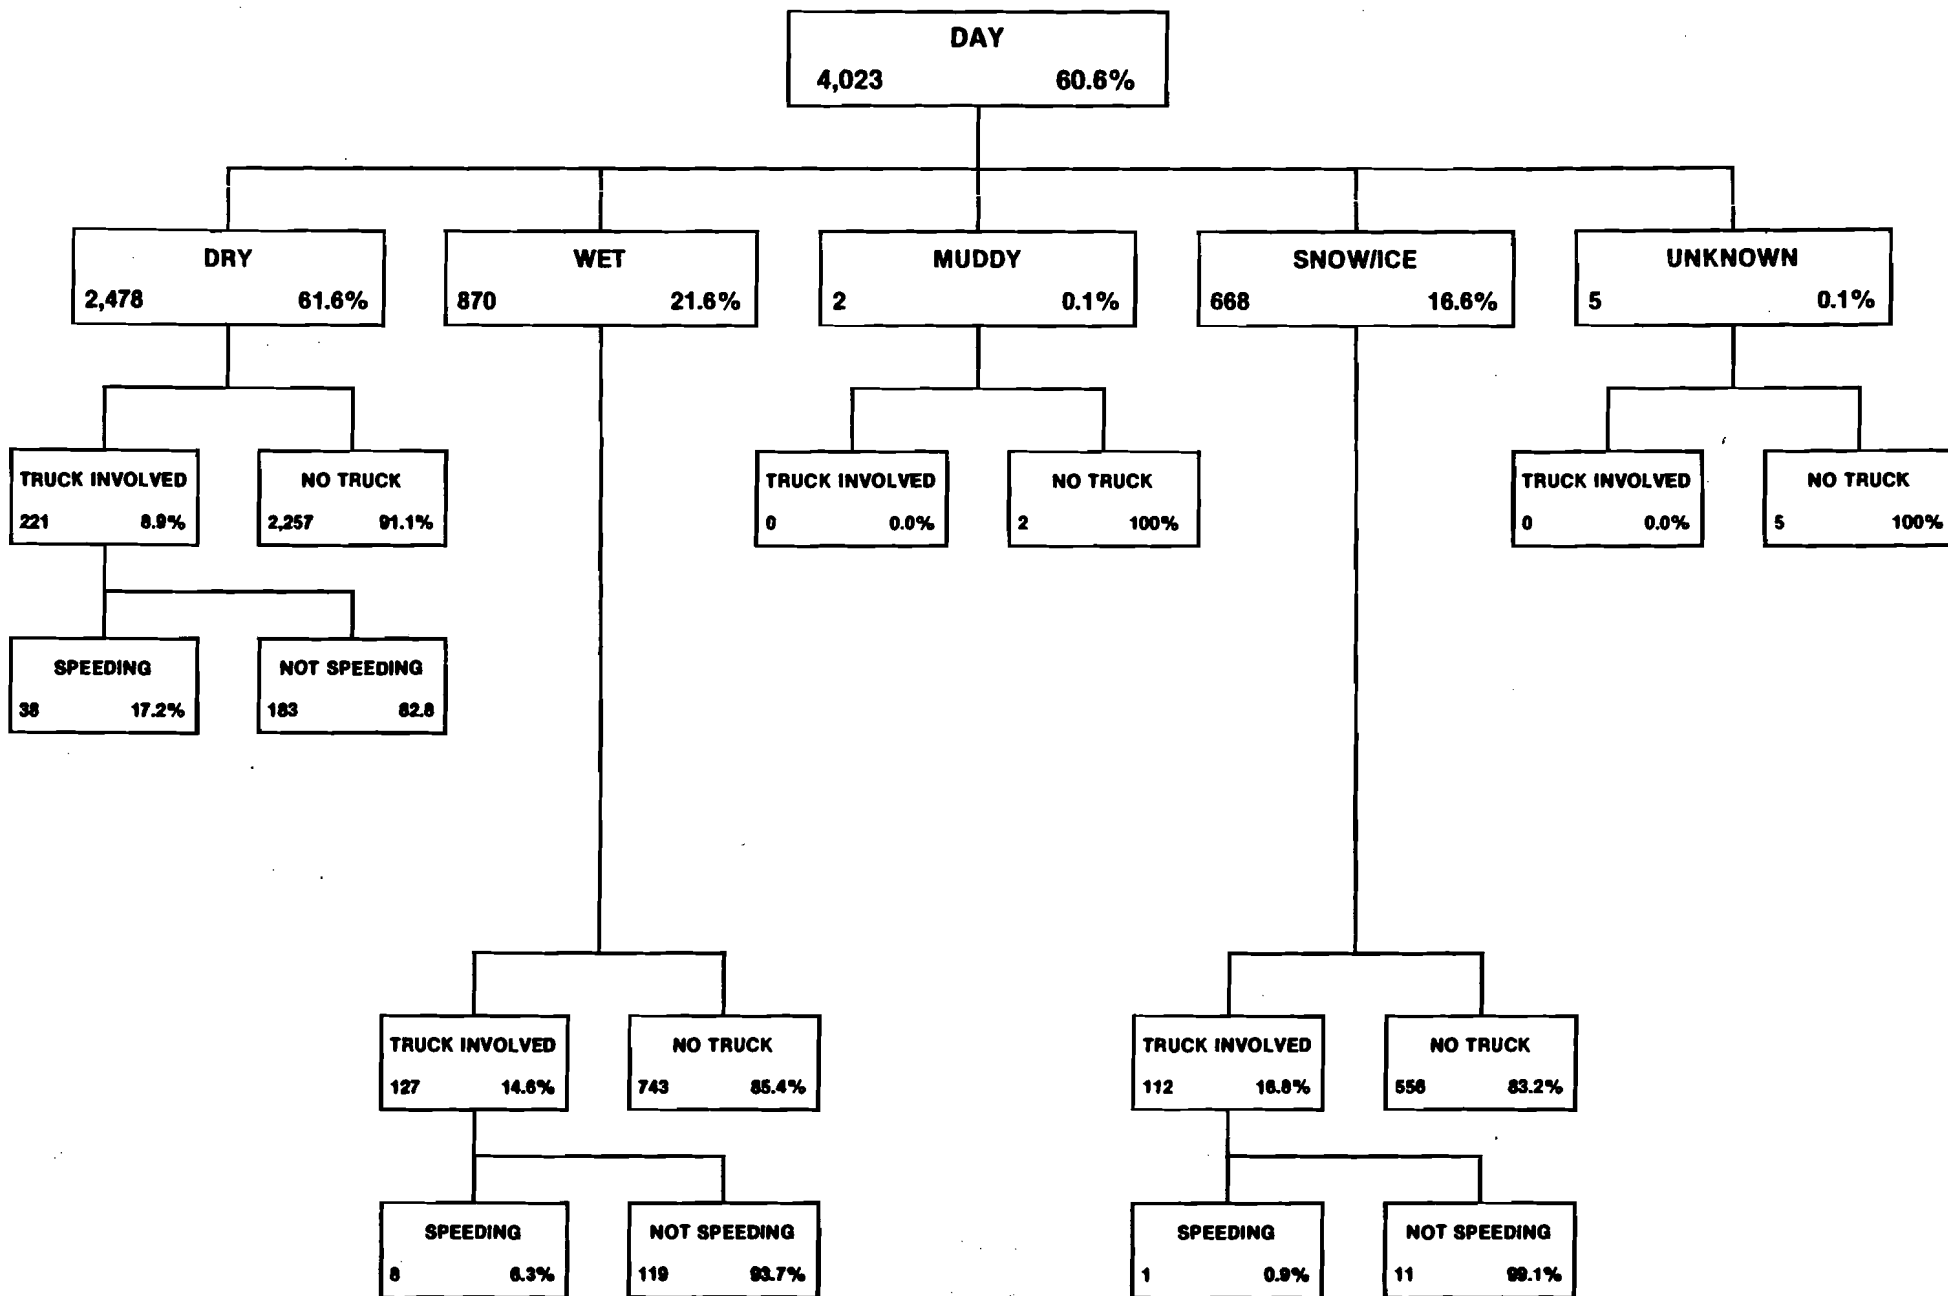 DAY
4,023 60.6%
DRY
2,478 61.6%
WET
870 21.6%
MUDDY
2 0.1%
SNOW/ICE
668 16.6%
UNKNOWN
5 0.1%
TRUCK INVOLVED
221 8.9%
NO TRUCK
2,257 91.1%
TRUCK INVOLVED
0 0.0%
NO TRUCK
2 100%
TRUCK INVOLVED
0 0.0%
NO TRUCK
5 100%
SPEEDING
38 17.2%
NOT SPEEDING
183 82.8
TRUCK INVOLVED
127 14.6%
NO TRUCK
743 85.4%
TRUCK INVOLVED
112 16.8%
NO TRUCK
556 83.2%
SPEEDING
8 6.3%
NOT SPEEDING
119 93.7%
SPEEDING
1 0.9%
NOT SPEEDING
11 99.1%